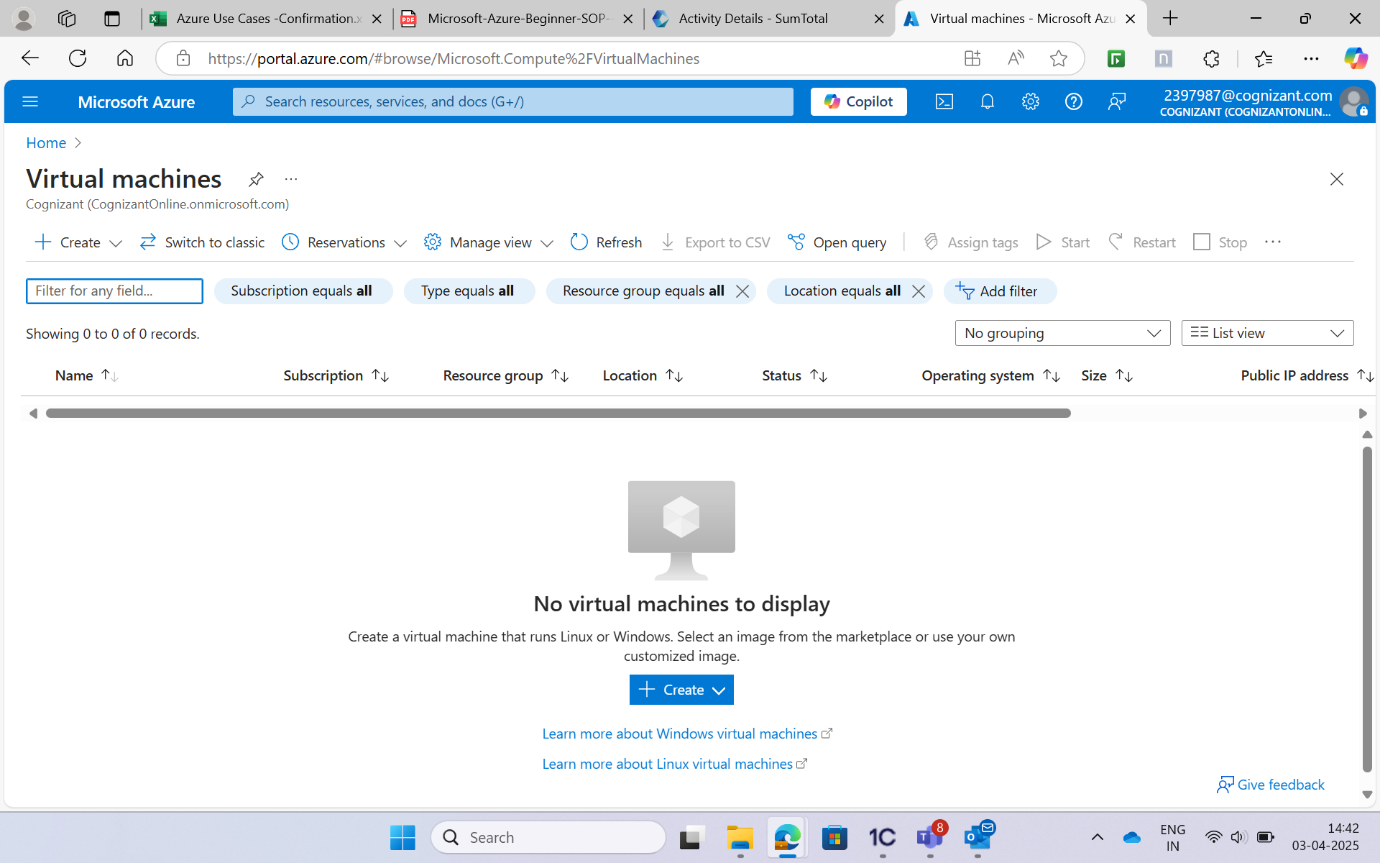 Azure Use Cases -Confirmation.x
Microsoft-Azure-Beginner-SOP-
Activity Details - SumTotal
Virtual machines - Microsoft Azu
https://portal.azure.com/#browse/Microsoft.Compute%2FVirtualMachines
Microsoft Azure
Search resources, services, and docs (G+/)
Copilot
2397987@cognizant.com
COGNIZANT (COGNIZANTONLIN...
Home
Virtual machines
Cognizant (CognizantOnline.onmicrosoft.com)
Create
Switch to classic
Reservations
Manage view
Refresh
Export to CSV
Open query
Assign tags
Start
Restart
Stop
Filter for any field...
Subscription equals all
Type equals all
Resource group equals all
Location equals all
Add filter
Showing 0 to 0 of 0 records.
No grouping
List view
Name
Subscription
Resource group
Location
Status
Operating system
Size
Public IP address
No virtual machines to display
Create a virtual machine that runs Linux or Windows. Select an image from the marketplace or use your own
customized image.
Create
Learn more about Windows virtual machines
Learn more about Linux virtual machines
Give feedback
Search
1C
8
ENG
IN
14:42
03-04-2025